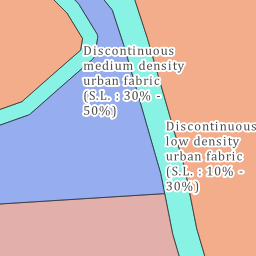 Discontinuous
medium density
urban fabric
(S.L. : 30% -
50%)
Discontinuous
low density
urban fabric
(S.L. : 10% -
30%)